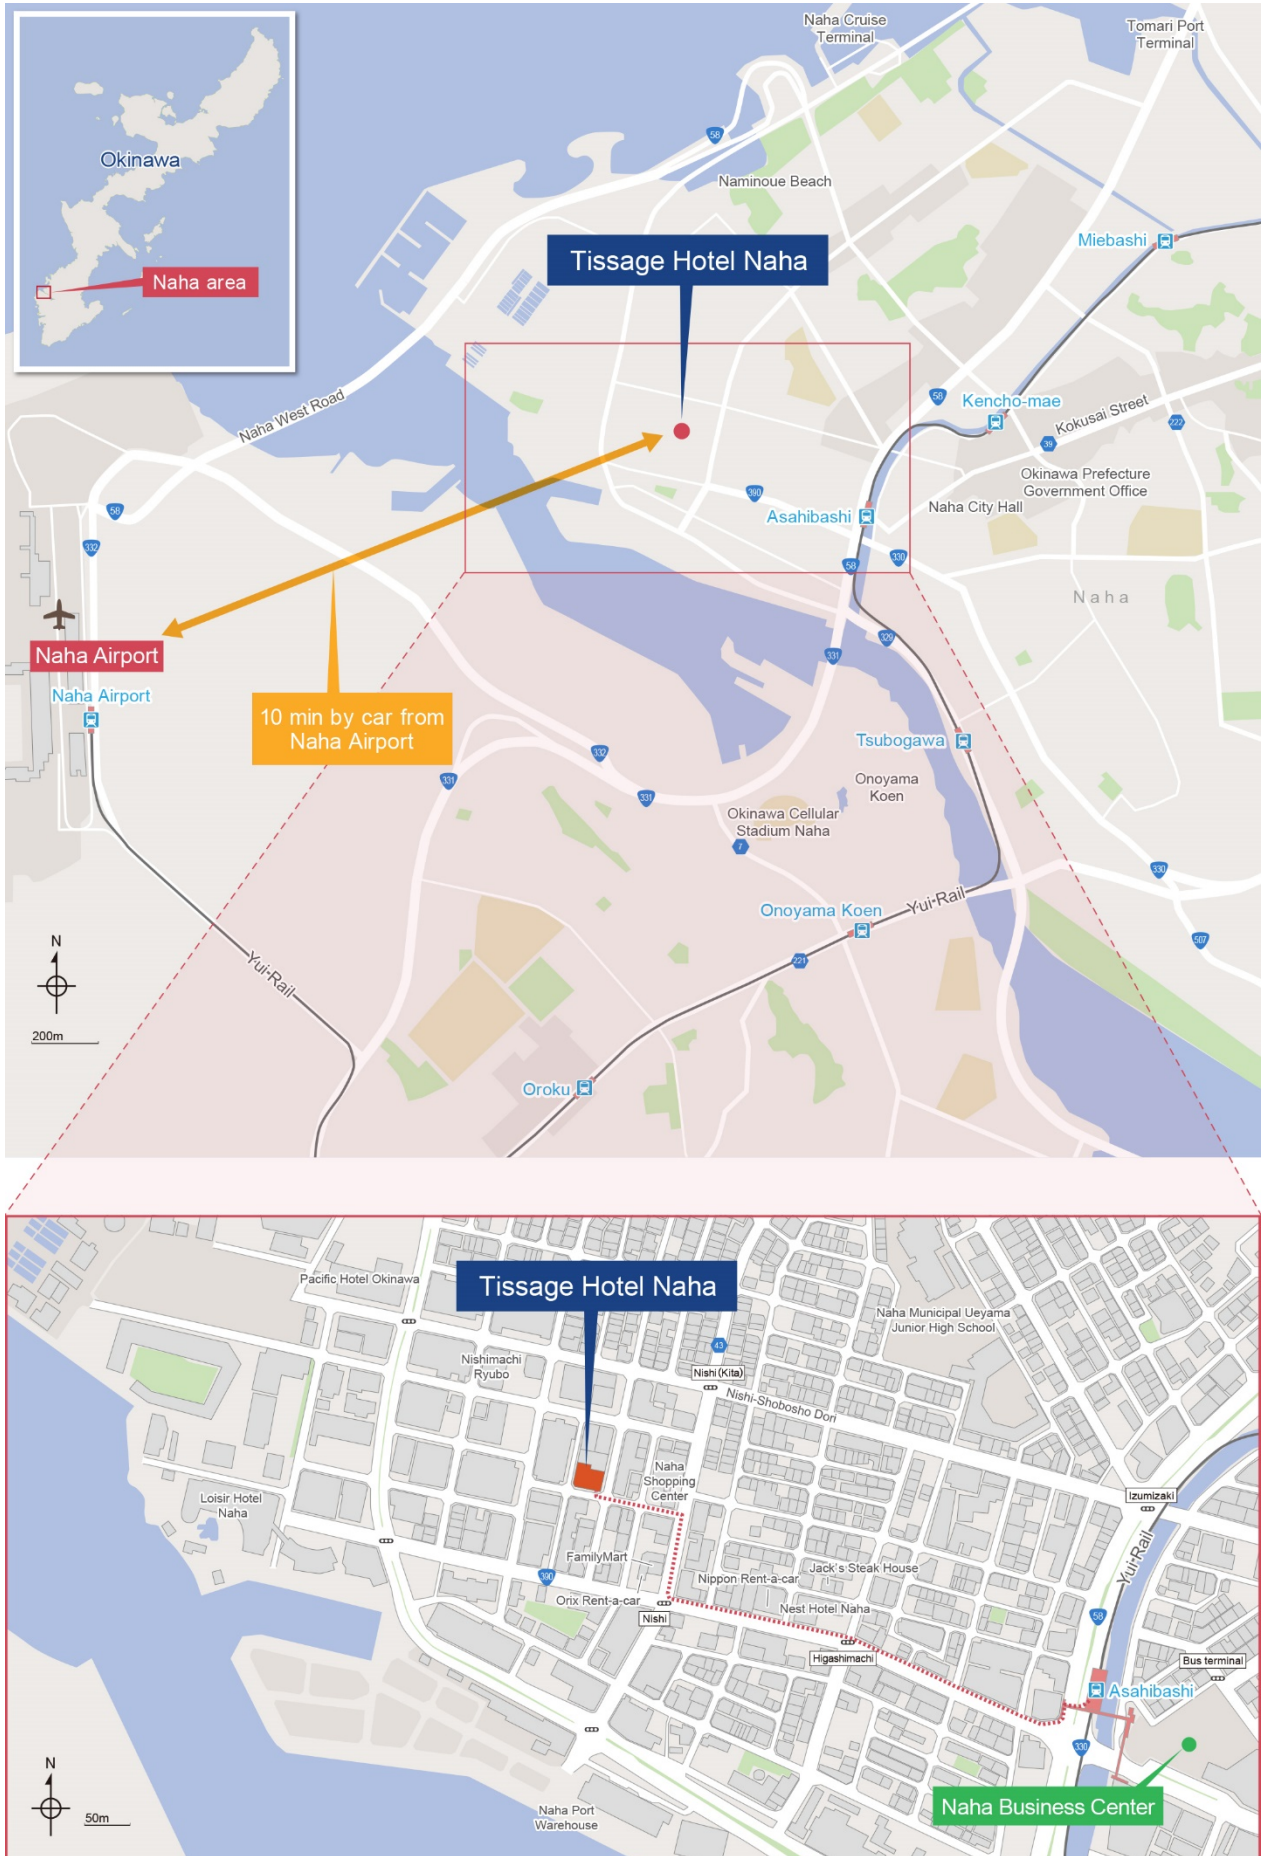 Naha Cruise
Terminal
Tomari Port
Terminal
Okinawa
Naha area
58
Naminoue Beach
Miebashi
Tissage Hotel Naha
Naha West Road
58
Kencho-mae
Kokusai Street
39
222
Okinawa Prefecture
Government Office
Naha City Hall
390
Asahibashi
58
332
330
58
Naha
329
331
Naha Airport
Naha Airport
10 min by car from
Naha Airport
332
331
331
Tsubogawa
Onoyama
Koen
Okinawa Cellular
Stadium Naha
7
330
Onoyama Koen
Yui-Rail
507
221
Yui-Rail
N
200m
Oroku
Pacific Hotel Okinawa
Tissage Hotel Naha
Naha Municipal Ueyama
Junior High School
43
Nishimachi
Ryubo
Nishi(Kita)
Nishi-Shobosho Dori
Naha
Shopping
Center
Loisir Hotel
Naha
Izumizaki
Yui-Rail
FamilyMart
390
Nippon Rent-a-car
Jack's Steak House
Orix Rent-a-car
Nest Hotel Naha
Nishi
58
Higashimachi
Bus terminal
Asahibashi
330
N
50m
Naha Port
Warehouse
Naha Business Center